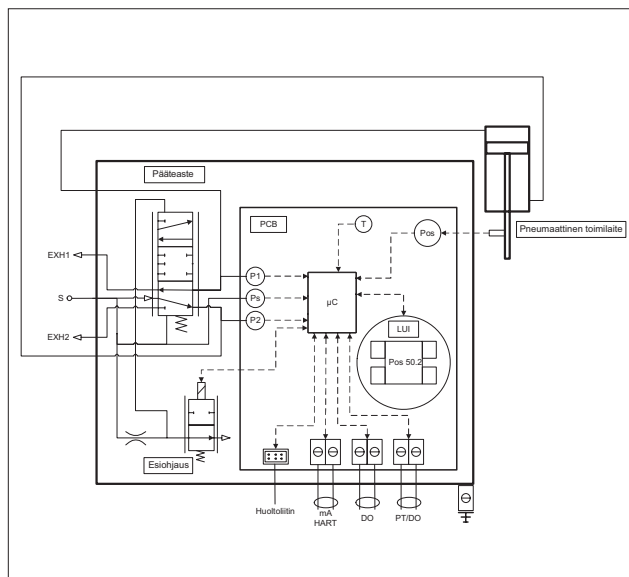 Pääteaste
PCB
T
Pos
Pneumaattinen toimilaite
EXH1
P1
S
Ps
µC
P2
LUI
EXH2
Pos 50.2
Esiohjaus
Huoltoliitin
mA
HART
DO
PT/DO